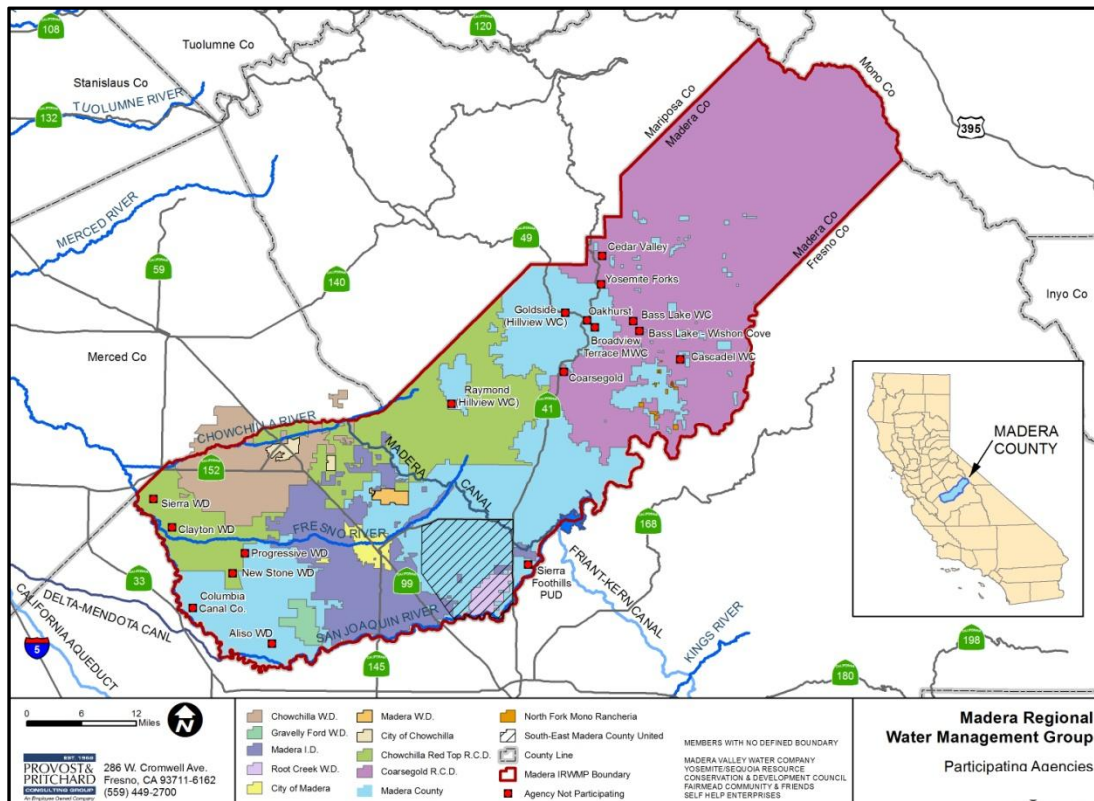 108
120
Tuolumne Co
Stanislaus Co
TUOLUMNE RIVER
132
Mariposa Co
Madera Co
Mono Co
395
MERCED RIVER
49
59
140
Madera Co
Fresno Co
Inyo Co
Merced Co
Cedar Valley
Yosemite Forks
Goldside
(Hillview WC)
Oakhurst
Bass Lake WC
Bass Lake - Wishon Cove
Broadview
Terrace MWC
Cascadel WC
Coarsegold
Raymond
(Hillview WC)
41
CHOWCHILLA RIVER
MADERA
CANAL
152
Sierra WD
Clayton WD
FRESNO RIVER
168
Progressive WD
New Stone WD
33
99
Sierra
Foothills
PUD
FRIANT-KERN CANAL
Columbia
Canal Co.
DELTA-MENDOTA CANL
CALIFORNIA AQUEDUCT
Aliso WD
SAN JOAQUIN RIVER
KINGS RIVER
5
145
180
198
MADERA
COUNTY
0 6 12
Miles
N
EST. 1968
PROVOST&
PRITCHARD
CONSULTING GROUP
An Employee Owned Company
286 W. Cromwell Ave.
Fresno, CA 93711-6162
(559) 449-2700
Chowchilla W.D.
Gravelly Ford W.D.
Madera I.D.
Root Creek W.D.
City of Madera
Madera W.D.
City of Chowchilla
Chowchilla Red Top R.C.D.
Coarsegold R.C.D.
Madera County
North Fork Mono Rancheria
South-East Madera County United
County Line
Madera IRWMP Boundary
Agency Not Participating
MEMBERS WITH NO DEFINED BOUNDARY
MADERA VALLEY WATER COMPANY
YOSEMITE/SEQUOIA RESOURCE
CONSERVATION & DEVELOPMENT COUNCIL
FAIRMEAD COMMUNITY & FRIENDS
SELF HELP ENTERPRISES
Madera Regional
Water Management Group
Participating Agencies